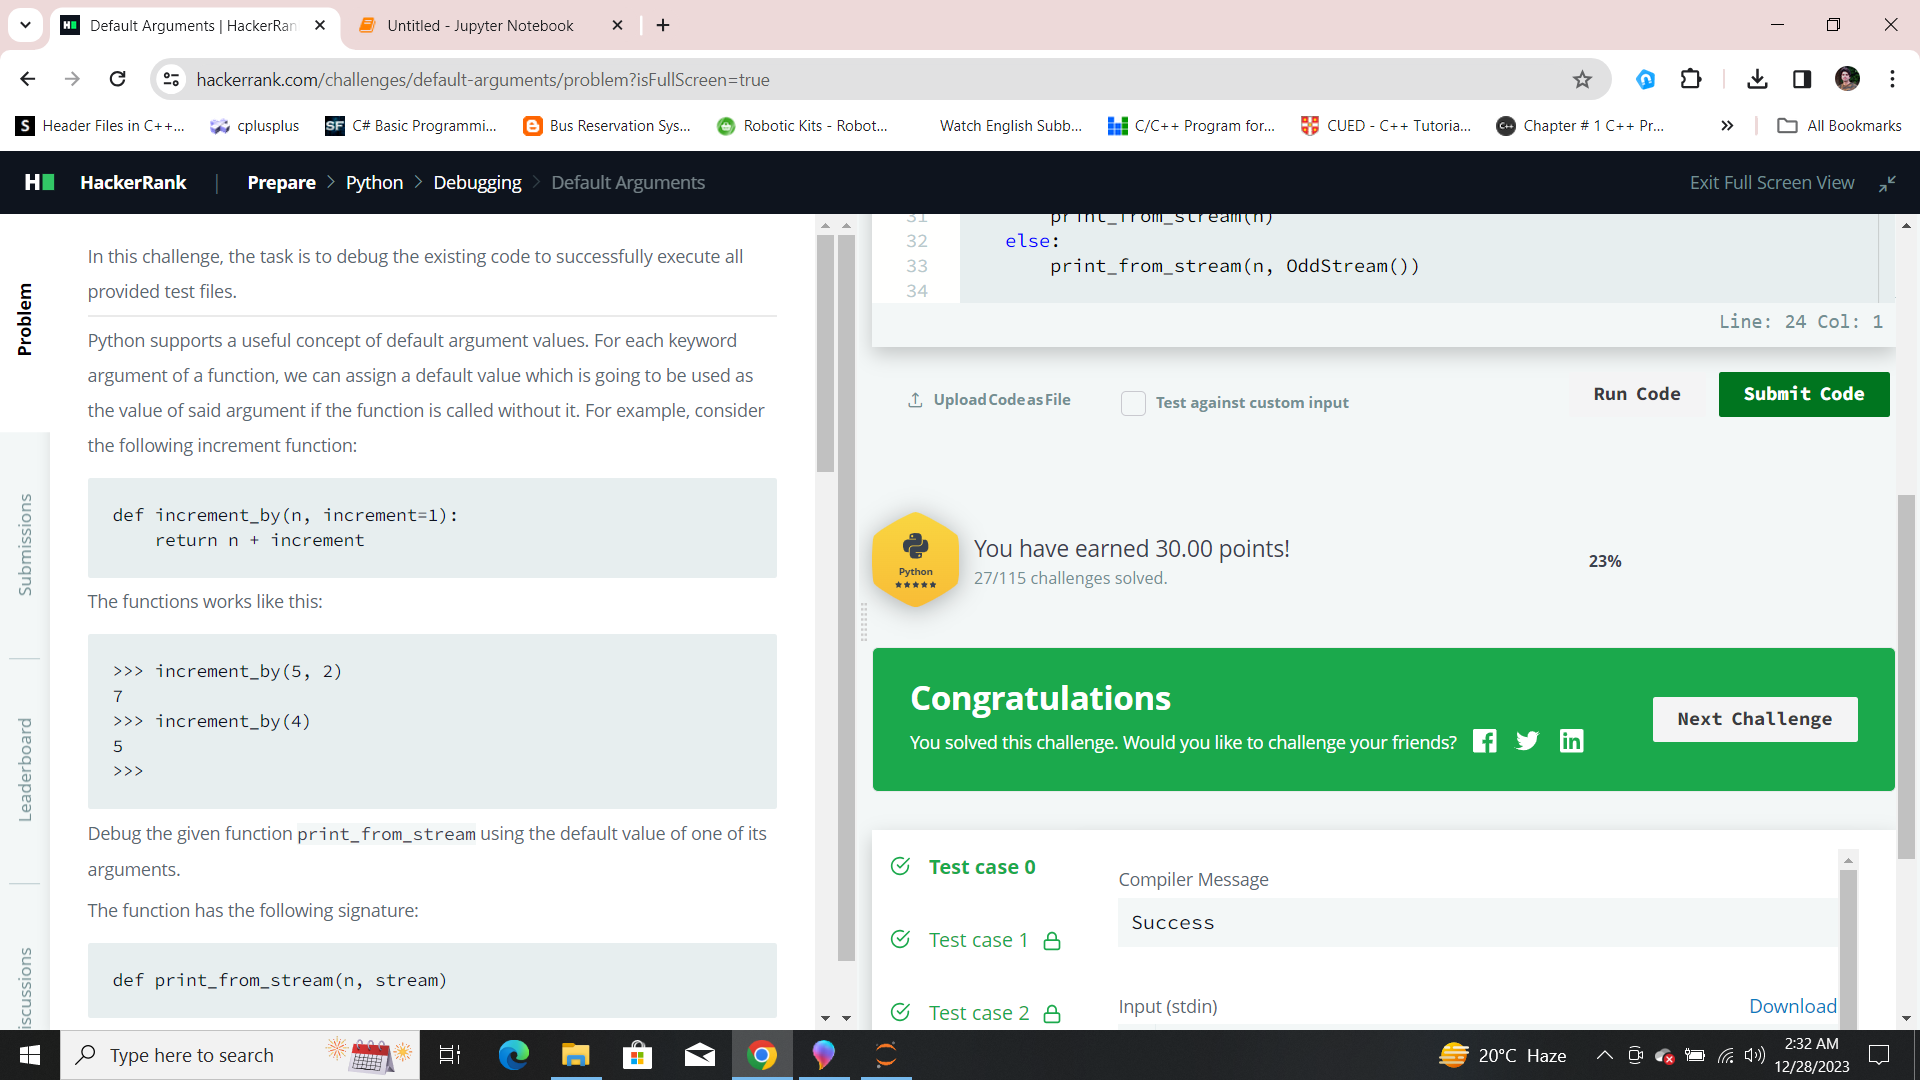 Default Arguments | HackerRan
Untitled - Jupyter Notebook
hackerrank.com/challenges/default-arguments/problem?isFullScreen=true
S Header Files in C++...
cplusplus
SF C# Basic Programmi...
Bus Reservation Sys...
Robotic Kits - Robot...
Watch English Subb...
C/C++ Program for...
CUED - C++ Tutoria...
C++ Chapter # 1 C++ Pr...
All Bookmarks
H HackerRank | Prepare > Python > Debugging > Default Arguments
Exit Full Screen View
Problem
Submissions
Leaderboard
iscussions
In this challenge, the task is to debug the existing code to successfully execute all
provided test files.
Python supports a useful concept of default argument values. For each keyword
argument of a function, we can assign a default value which is going to be used as
the value of said argument if the function is called without it. For example, consider
the following increment function:
def increment_by(n, increment=1):
    return n + increment
The functions works like this:
>>> increment_by(5, 2)
7
>>> increment_by(4)
5
>>>
Debug the given function print_from_stream using the default value of one of its
arguments.
The function has the following signature:
def print_from_stream(n, stream)
31 print_from_stream(n)
32 else:
33 print_from_stream(n, OddStream())
34
Line: 24 Col: 1
Upload Code as File
Test against custom input
Run Code
Submit Code
Python
You have earned 30.00 points!
27/115 challenges solved.
23%
Congratulations
You solved this challenge. Would you like to challenge your friends?
Next Challenge
Test case 0
Test case 1
Test case 2
Compiler Message
Success
Input (stdin)
Download
Type here to search
20°C Haze
2:32 AM
12/28/2023